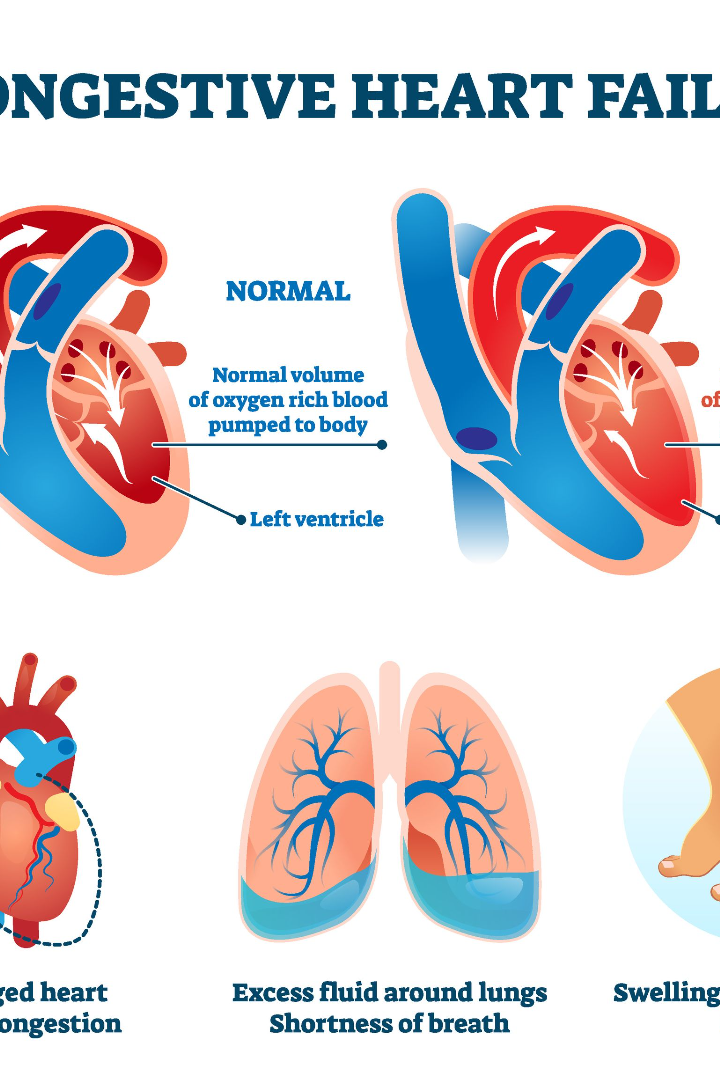 ONGESTIVE HEART FAIL
NORMAL
Normal volume
of oxygen rich blood
pumped to body
of
Left ventricle
ged heart
ongestion
Excess fluid around lungs
Shortness of breath
Swelling